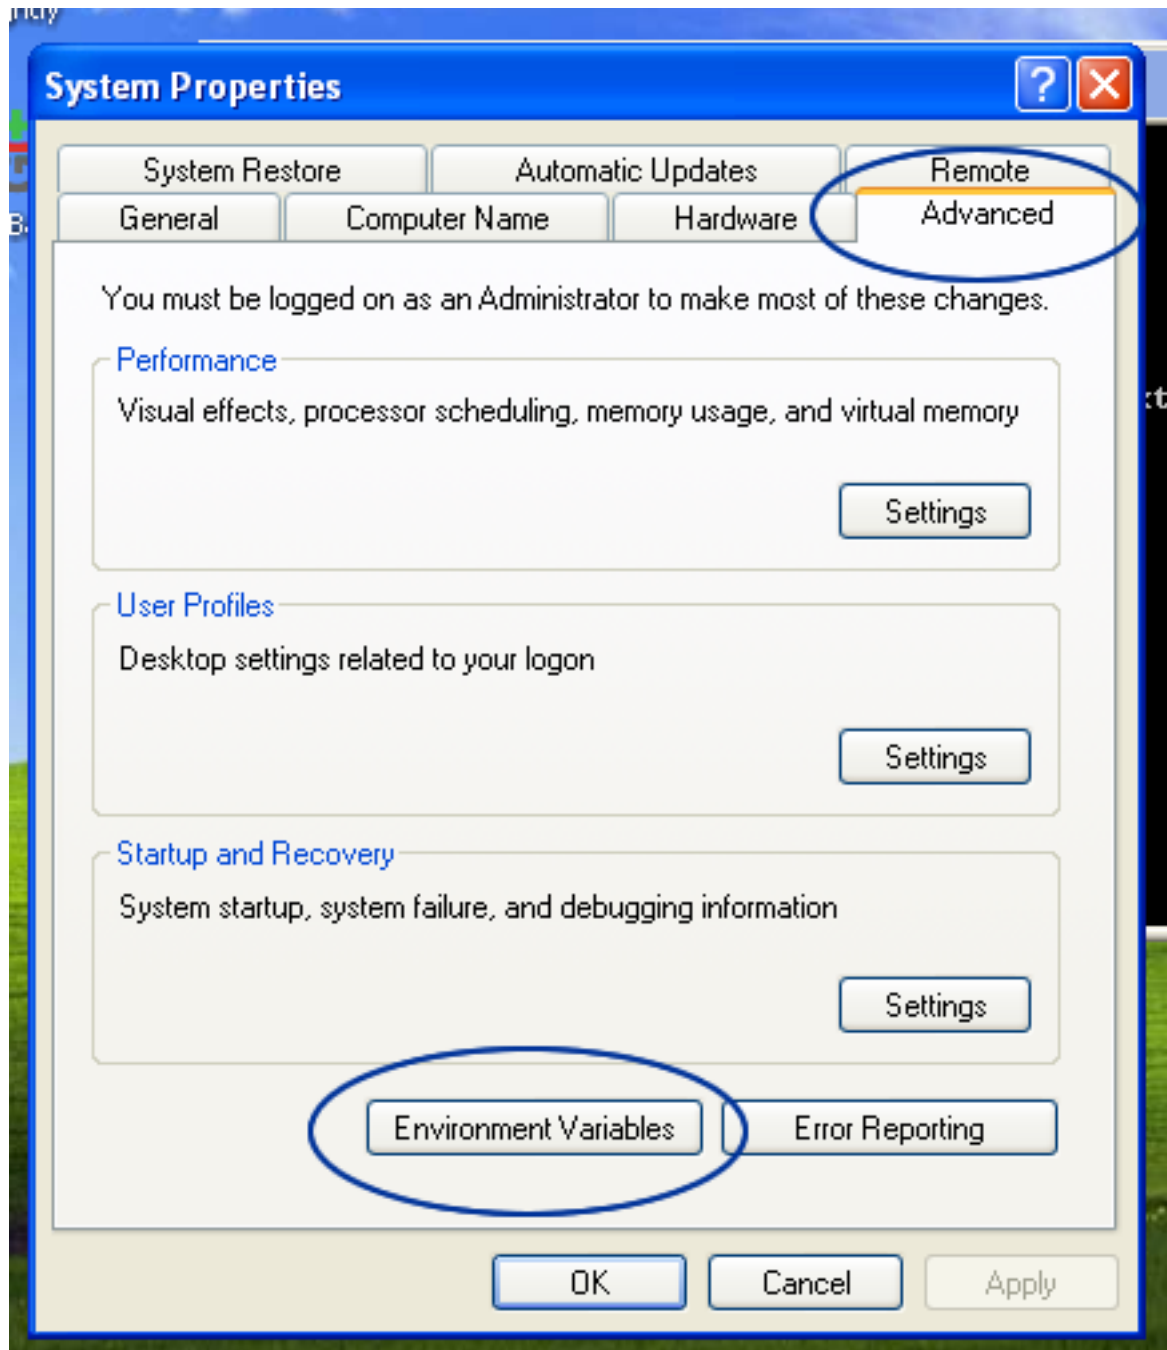 System Properties
System Restore Automatic Updates Remote
General Computer Name Hardware Advanced
You must be logged on as an Administrator to make most of these changes.
Performance
Visual effects, processor scheduling, memory usage, and virtual memory
Settings
User Profiles
Desktop settings related to your logon
Settings
Startup and Recovery
System startup, system failure, and debugging information
Settings
Environment Variables Error Reporting
OK Cancel Apply